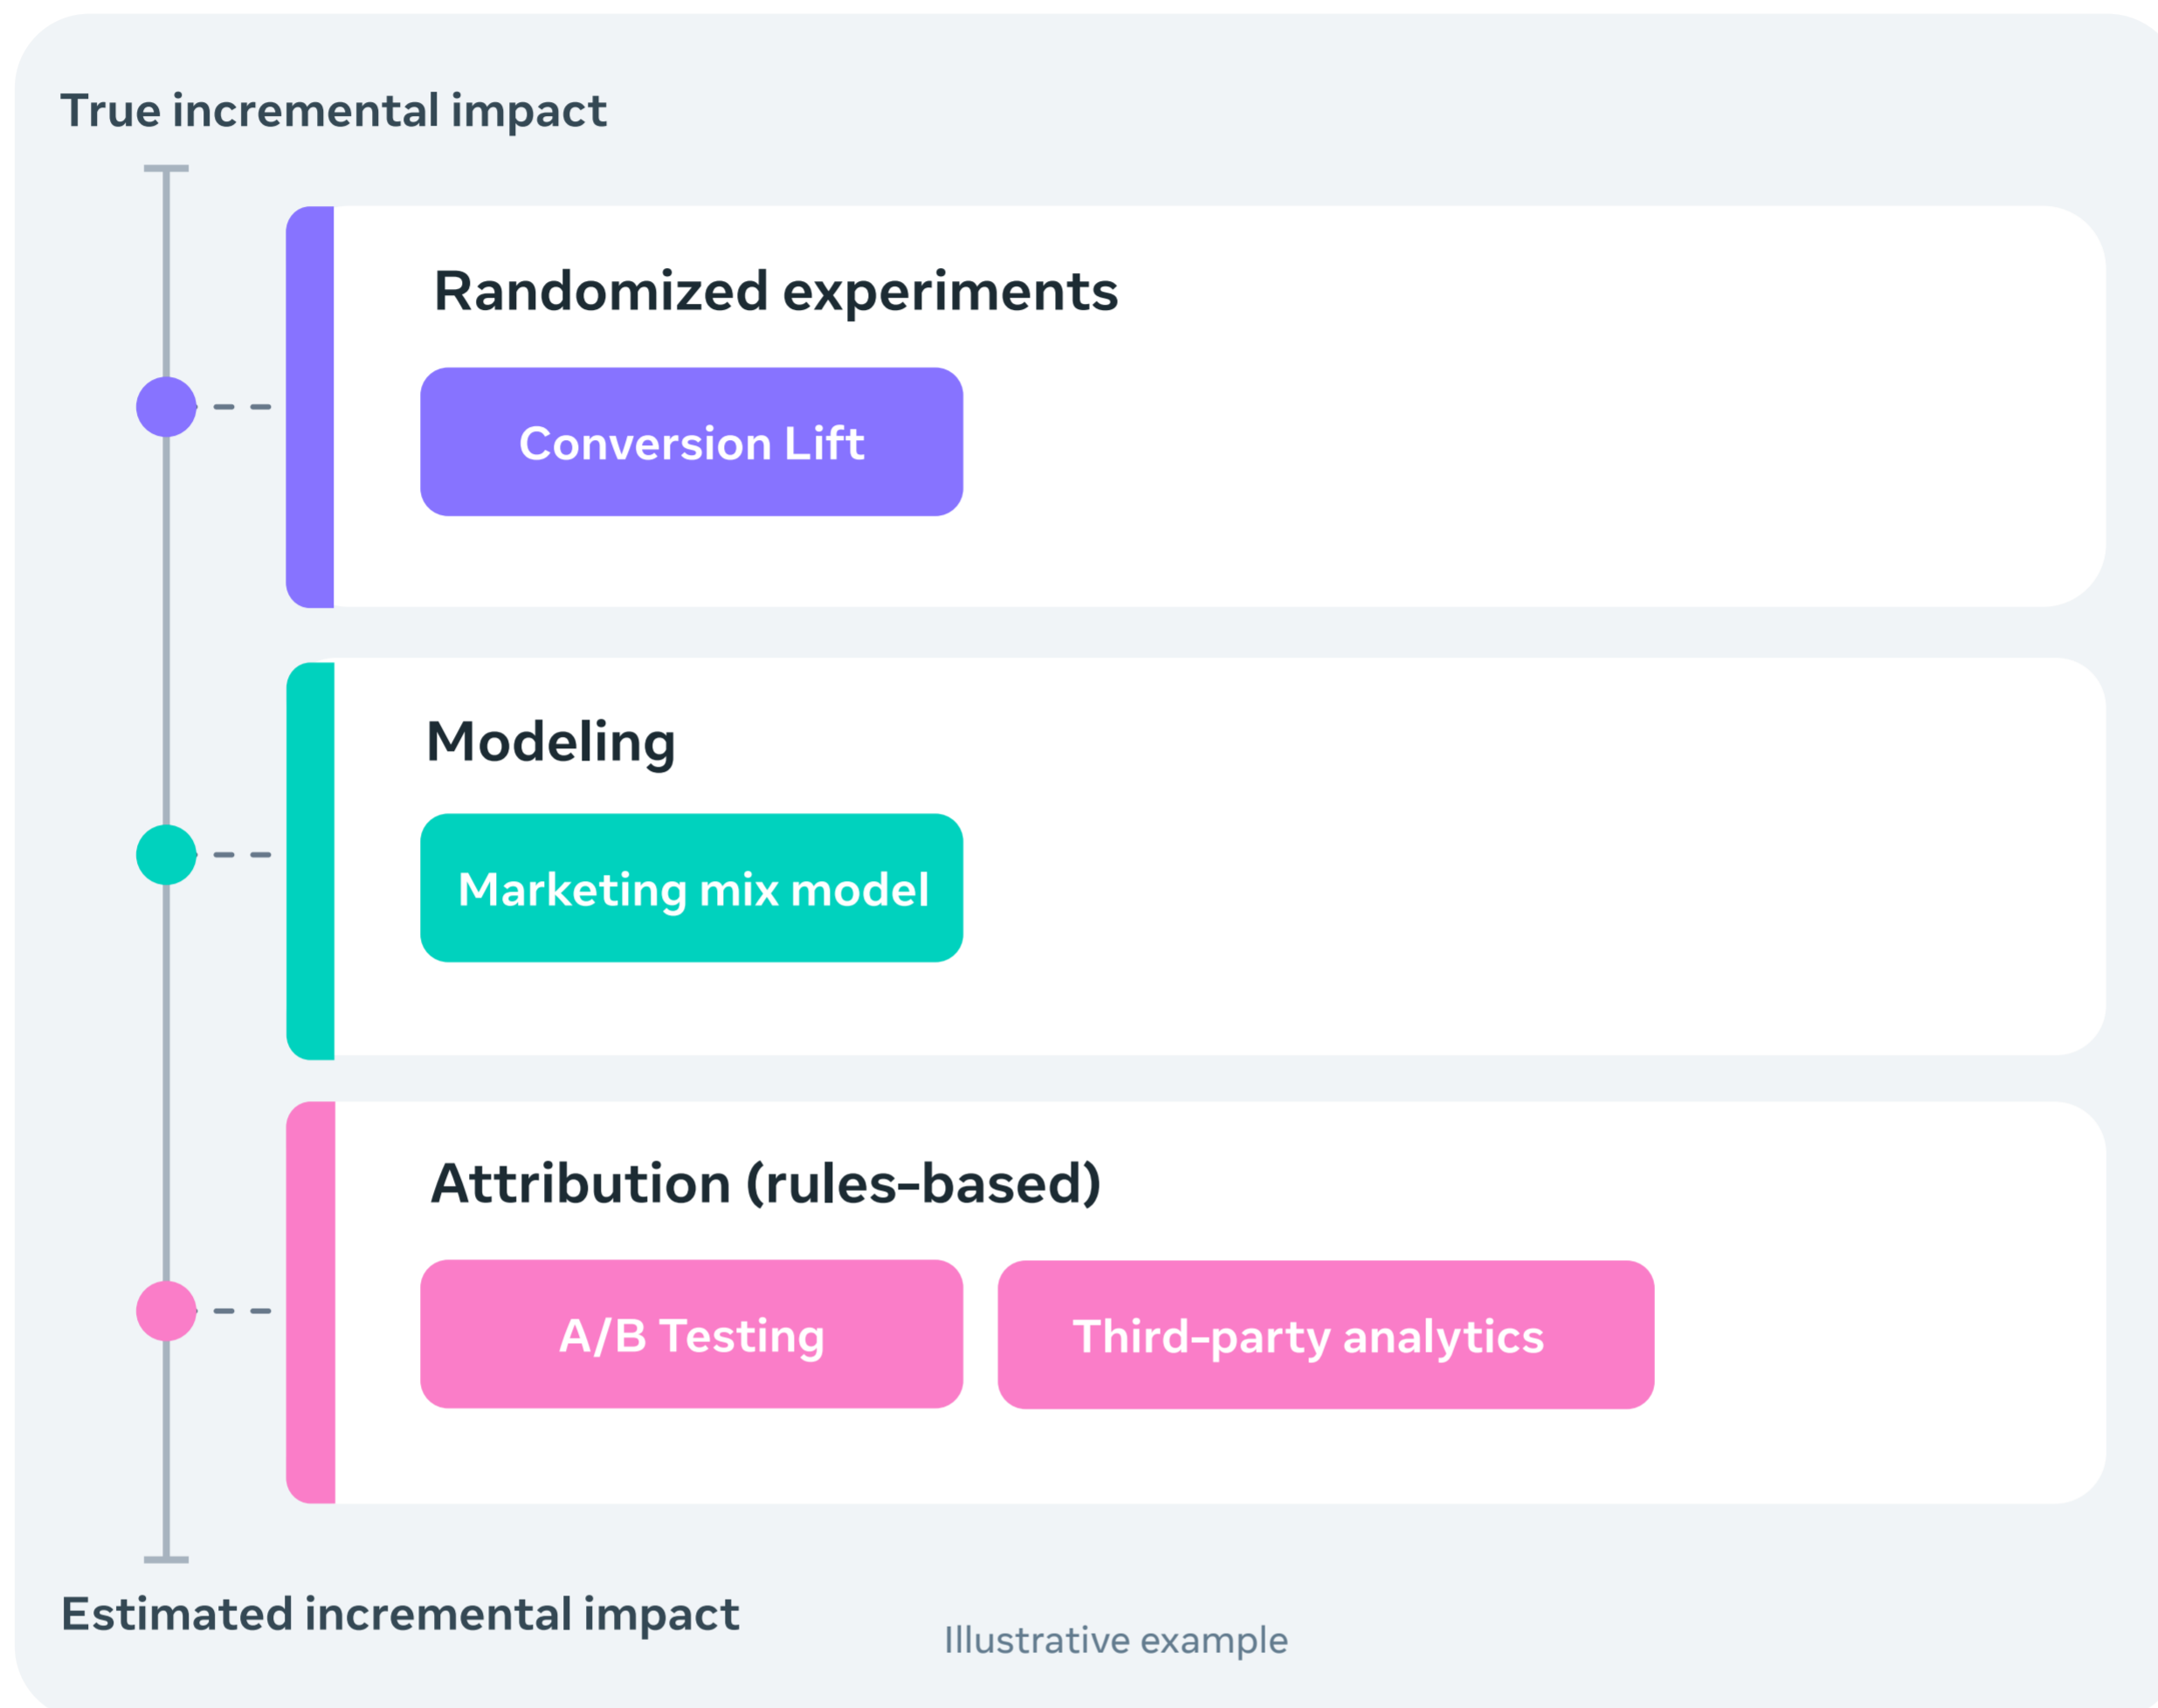 True incremental impact
Randomized experiments
Conversion Lift
Modeling
Marketing mix model
Attribution (rules-based)
A/B Testing
Third-party analytics
Estimated incremental impact
Illustrative example